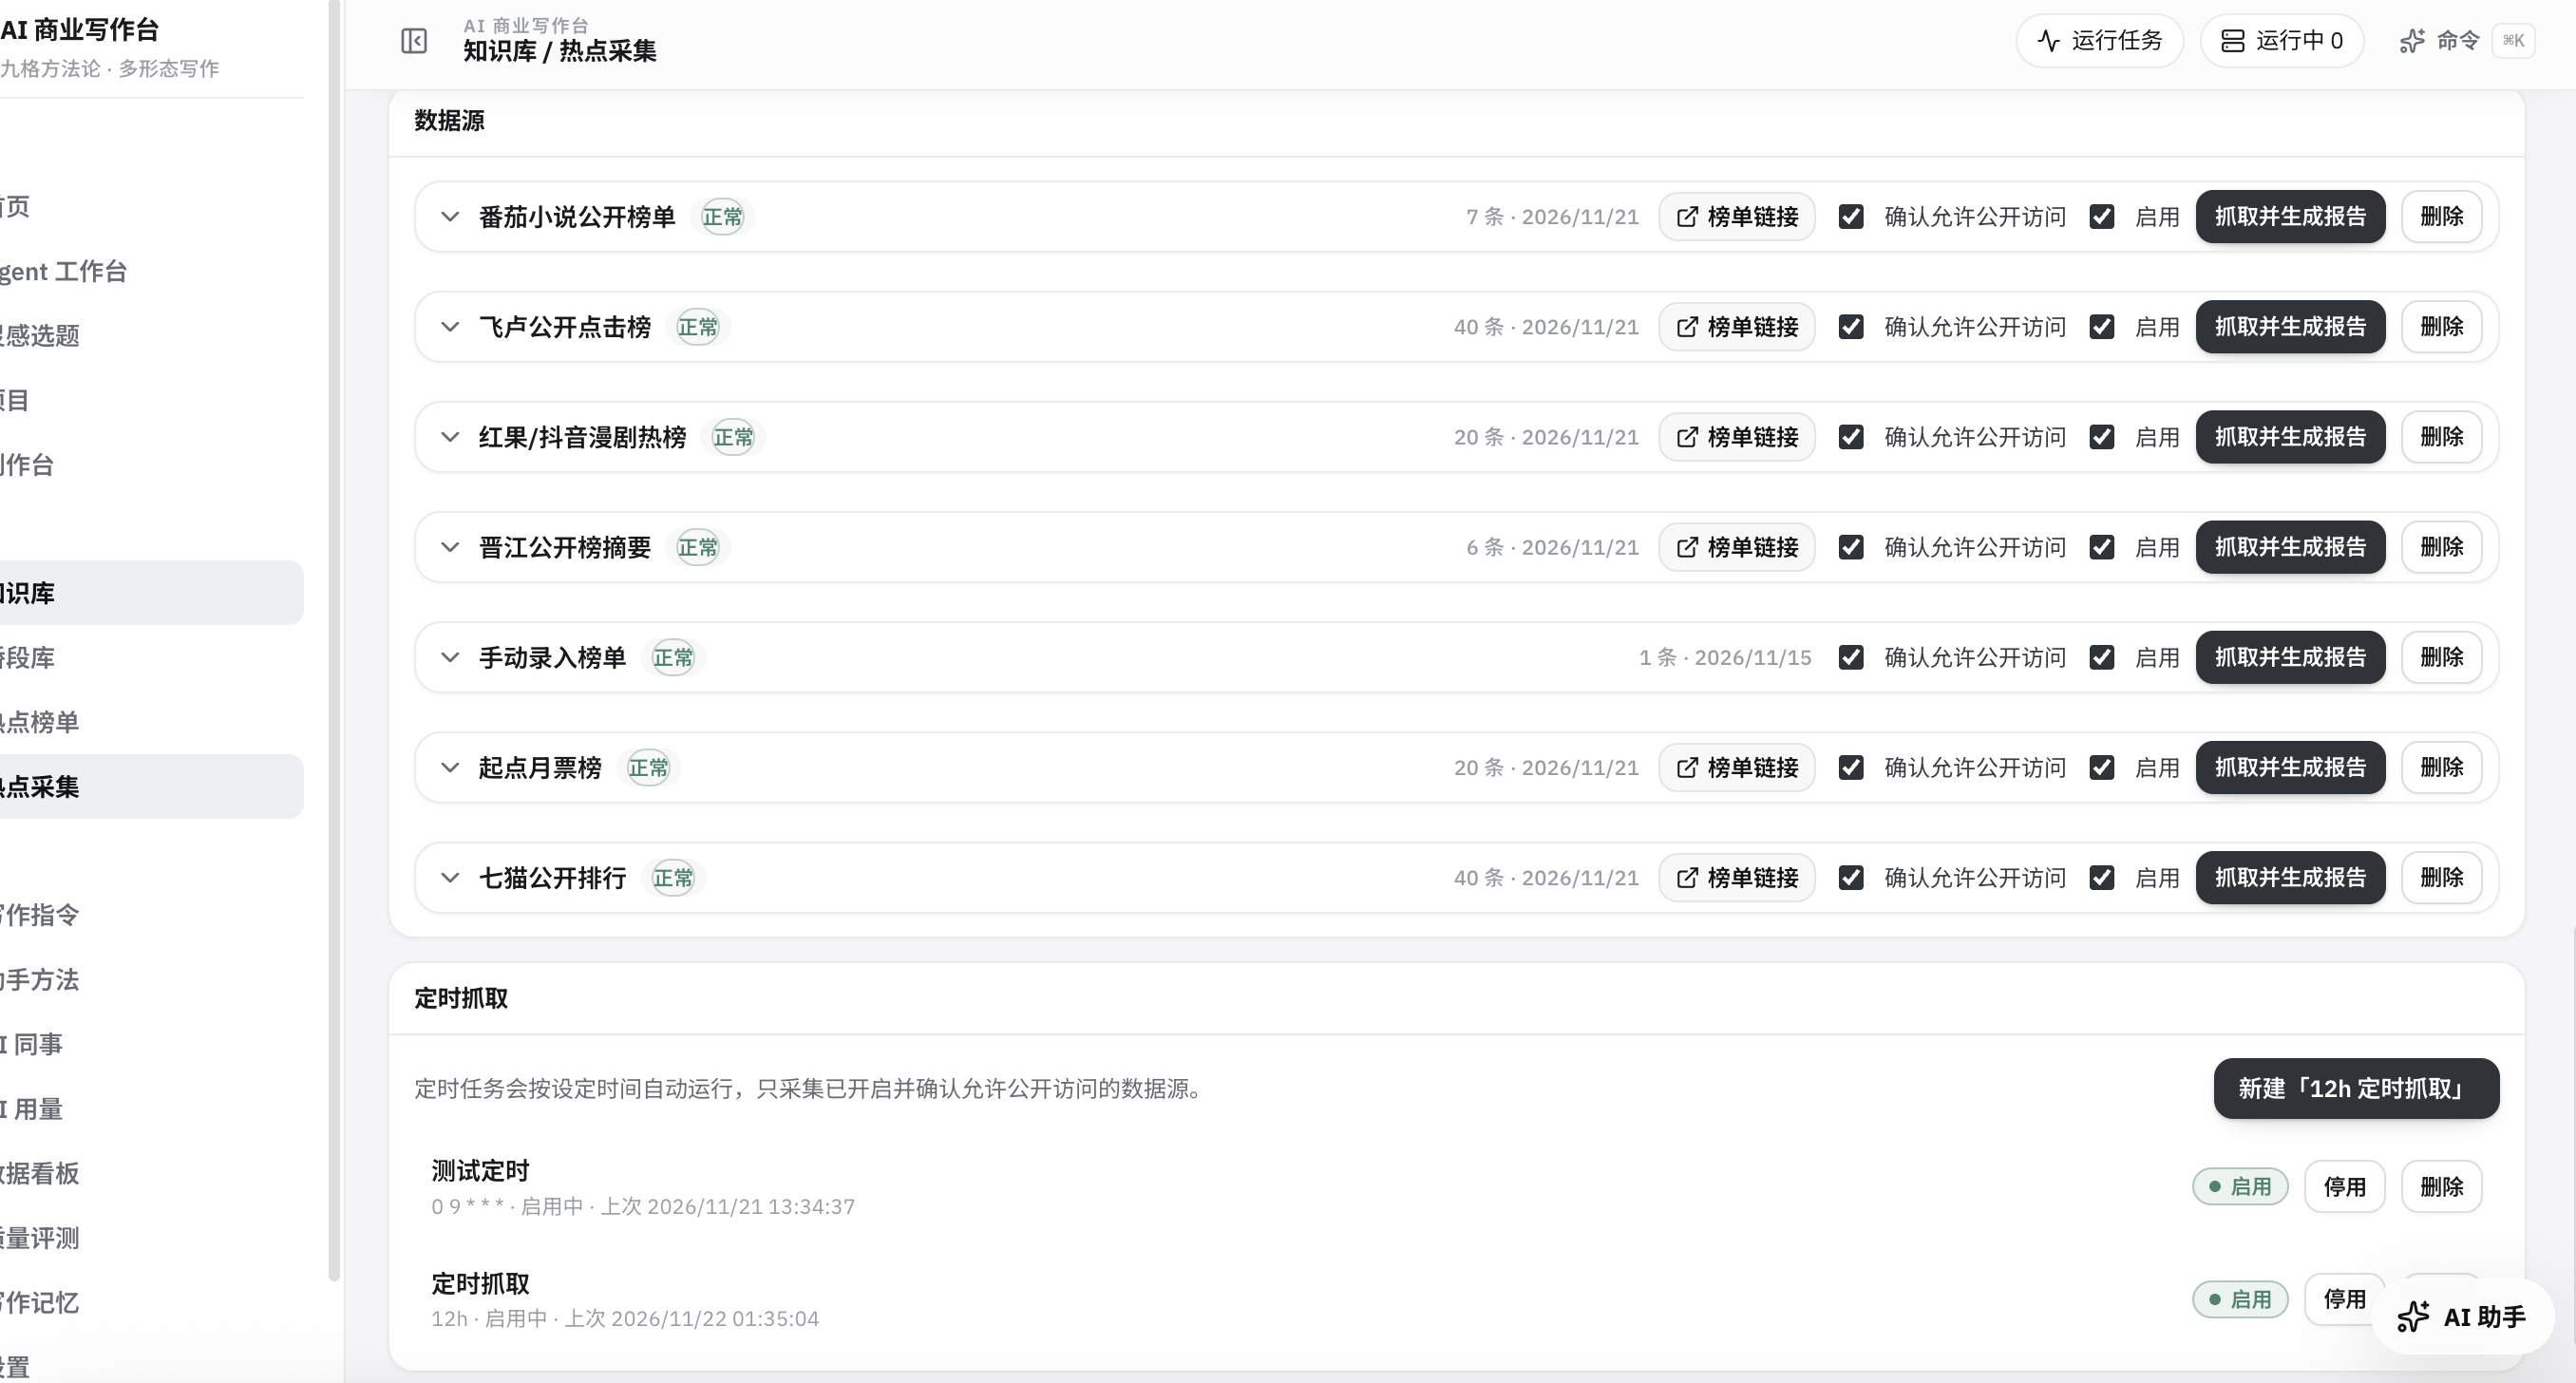 AI 商业写作台
九格方法论 · 多形态写作
页
gent 工作台
感选题
目
作台
识库
段库
点榜单
点采集
作指令
手方法
I 同事
I 用量
据看板
量评测
作记忆
置
AI 商业写作台
知识库 / 热点采集
运行任务
运行中 0
命令
⌘K
数据源
番茄小说公开榜单 正常 7 条 · 2026/11/21 榜单链接 确认允许公开访问 启用 抓取并生成报告 删除
飞卢公开点击榜 正常 40 条 · 2026/11/21 榜单链接 确认允许公开访问 启用 抓取并生成报告 删除
红果/抖音漫剧热榜 正常 20 条 · 2026/11/21 榜单链接 确认允许公开访问 启用 抓取并生成报告 删除
晋江公开榜摘要 正常 6 条 · 2026/11/21 榜单链接 确认允许公开访问 启用 抓取并生成报告 删除
手动录入榜单 正常 1 条 · 2026/11/15 确认允许公开访问 启用 抓取并生成报告 删除
起点月票榜 正常 20 条 · 2026/11/21 榜单链接 确认允许公开访问 启用 抓取并生成报告 删除
七猫公开排行 正常 40 条 · 2026/11/21 榜单链接 确认允许公开访问 启用 抓取并生成报告 删除
定时抓取
定时任务会按设定时间自动运行，只采集已开启并确认允许公开访问的数据源。
新建「12h 定时抓取」
测试定时
0 9 * * * · 启用中 · 上次 2026/11/21 13:34:37
启用 停用 删除
定时抓取
12h · 启用中 · 上次 2026/11/22 01:35:04
启用 停用
AI 助手